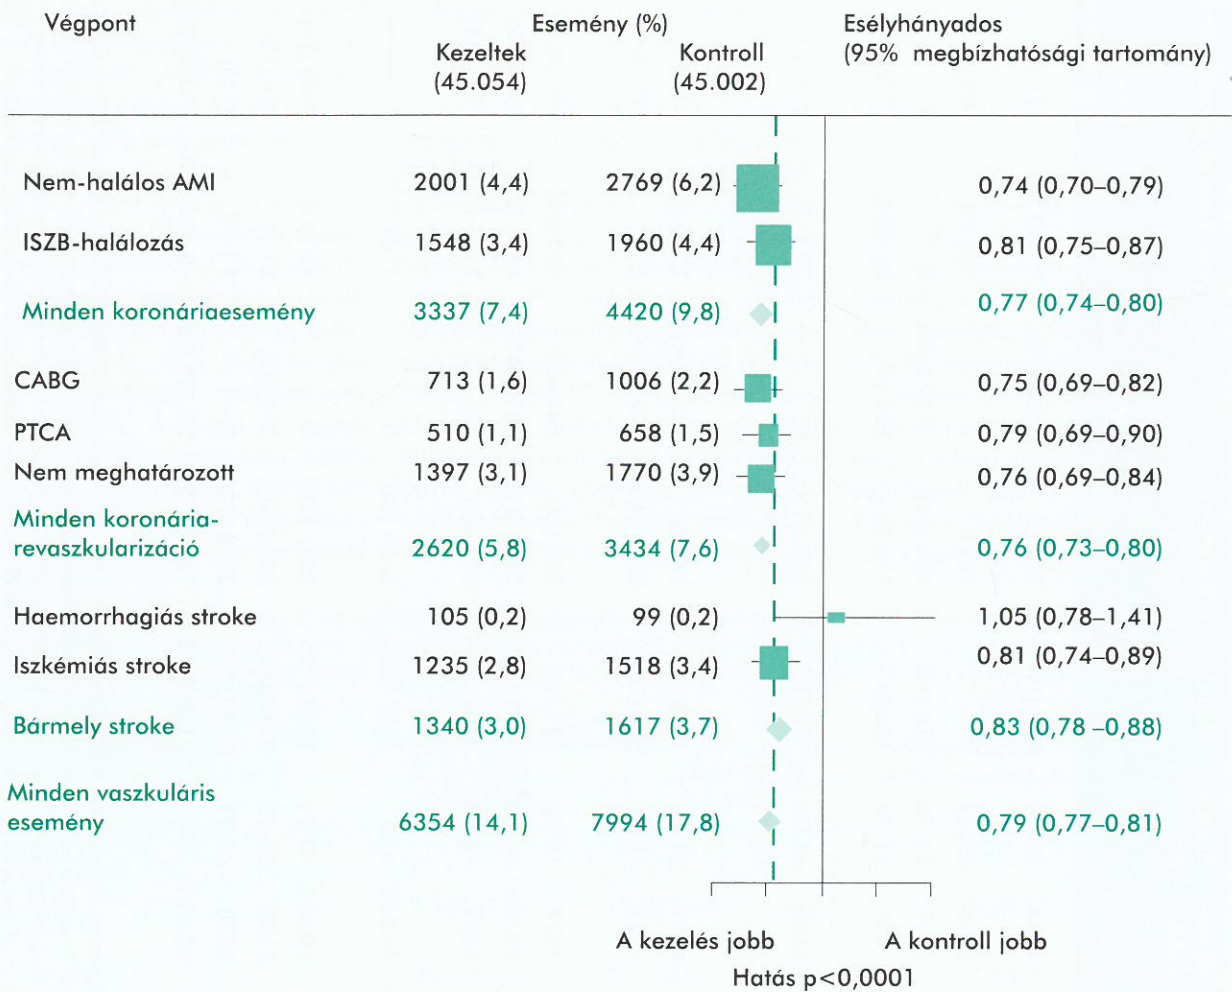 Végpont Esemény (%) Esélyhányados
Kezeltek Kontroll (95% megbízhatósági tartomány)
(45.054) (45.002)
Nem-halálos AMI 2001 (4,4) 2769 (6,2) 0,74 (0,70–0,79)
ISZB-halálozás 1548 (3,4) 1960 (4,4) 0,81 (0,75–0,87)
Minden koronáriaesemény 3337 (7,4) 4420 (9,8) 0,77 (0,74–0,80)
CABG 713 (1,6) 1006 (2,2) 0,75 (0,69–0,82)
PTCA 510 (1,1) 658 (1,5) 0,79 (0,69–0,90)
Nem meghatározott 1397 (3,1) 1770 (3,9) 0,76 (0,69–0,84)
Minden koronária-
revaszkularizáció 2620 (5,8) 3434 (7,6) 0,76 (0,73–0,80)
Haemorrhagiás stroke 105 (0,2) 99 (0,2) 1,05 (0,78–1,41)
Iszkémiás stroke 1235 (2,8) 1518 (3,4) 0,81 (0,74–0,89)
Bármely stroke 1340 (3,0) 1617 (3,7) 0,83 (0,78 –0,88)
Minden vaszkuláris
esemény 6354 (14,1) 7994 (17,8) 0,79 (0,77–0,81)
A kezelés jobb A kontroll jobb
Hatás p<0,0001